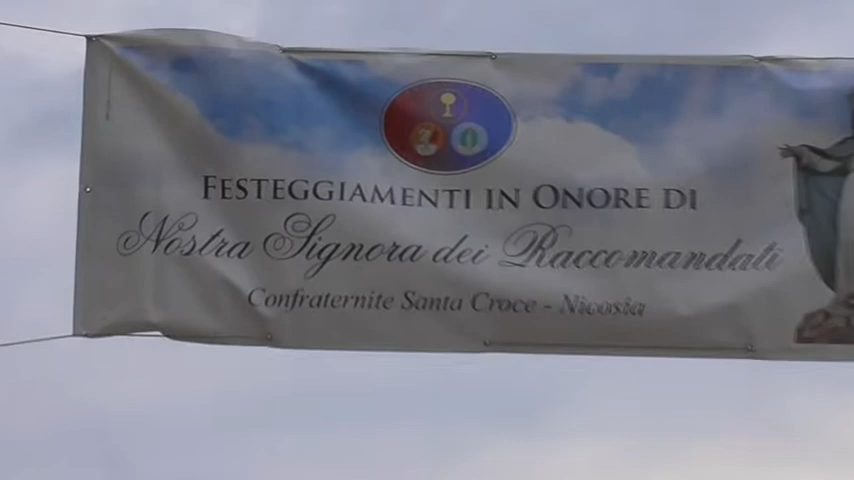 Festeggiamenti in Onore di
Nostra Signora dei Raccomandati
Confraternite Santa Croce - Nicosia